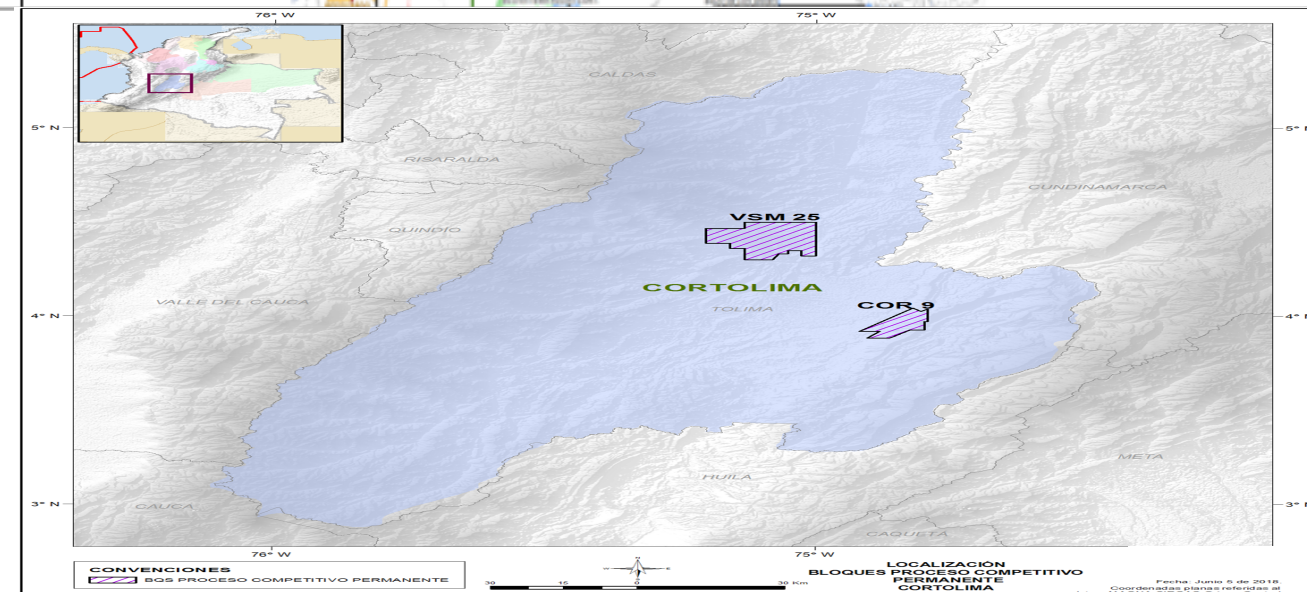 76° W 75° W
CALDAS
5° N 5° N
RISARALDA
CUNDINAMARCA
VSM 25
QUINDÍO
CORTOLIMA
VALLE DEL CAUCA
COR 9
TOLIMA
4° N 4° N
META
HUILA
3° N 3° N
CAUCA
CAQUETA
76° W 75° W
CONVENCIONES
BQS PROCESO COMPETITIVO PERMANENTE
30 15 0 30 Km
LOCALIZACIÓN
BLOQUES PROCESO COMPETITIVO
PERMANENTE
CORTOLIMA
Fecha: Junio 5 de 2018.
Coordenadas planas referidas al